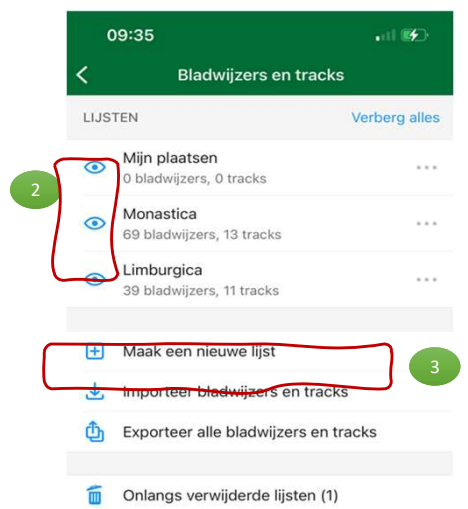 09:35
Bladwijzers en tracks
LIJSTEN Verberg alles
Mijn plaatsen
0 bladwijzers, 0 tracks
2
Monastica
69 bladwijzers, 13 tracks
Limburgica
39 bladwijzers, 11 tracks
Maak een nieuwe lijst
3
Importeer bladwijzers en tracks
Exporteer alle bladwijzers en tracks
Onlangs verwijderde lijsten (1)